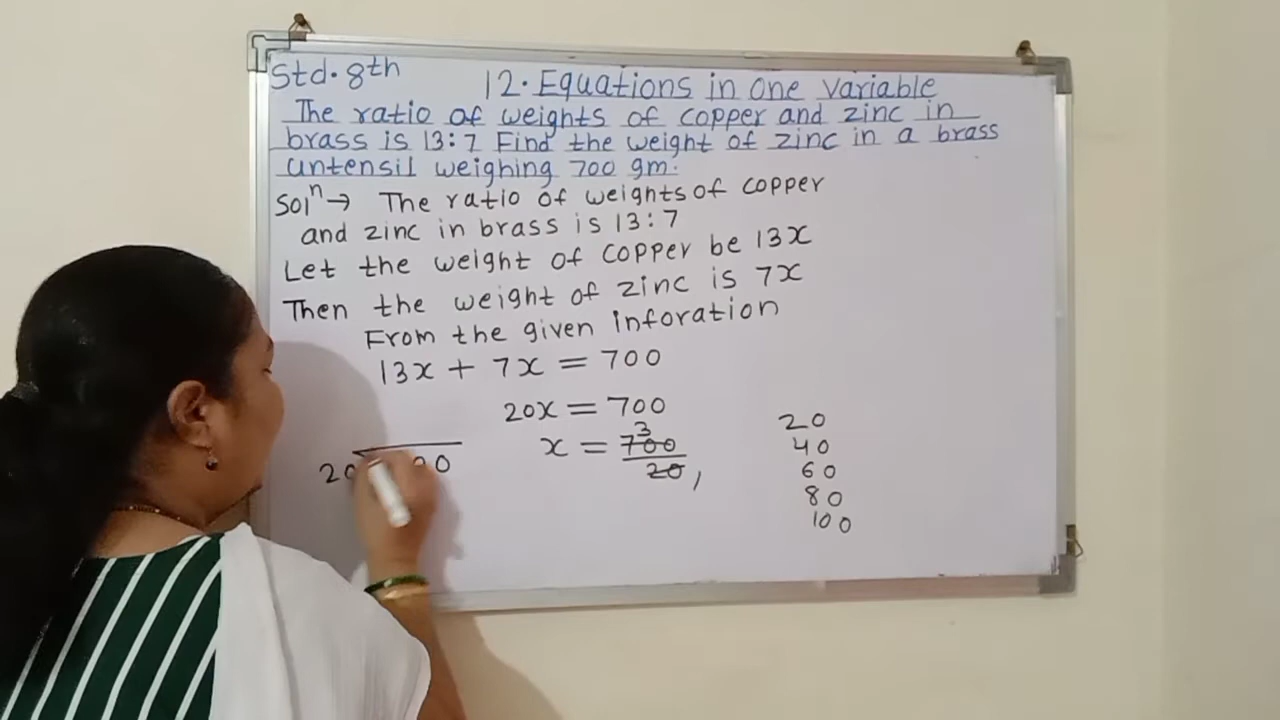 Std. 8th 12. Equations in one variable
The ratio of weights of copper and zinc in
brass is 13:7 Find the weight of zinc in a brass
untensil weighing 700 gm.
Solⁿ → The ratio of weights of copper
and zinc in brass is 13:7
Let the weight of copper be 13x
Then the weight of zinc is 7x
From the given inforation
13x + 7x = 700
20x = 700
3
x = 700
20
20
40
60
80
100